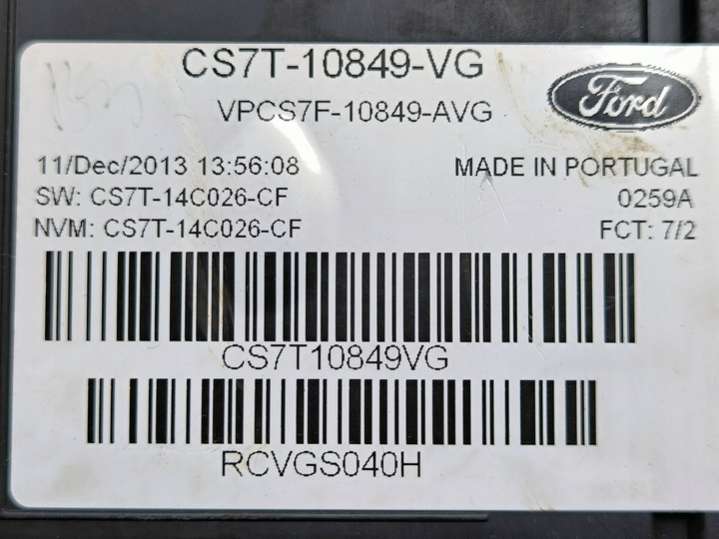 CS7T-10849-VG
Ford
VPCS7F-10849-AVG
11/Dec/2013 13:56:08
MADE IN PORTUGAL
SW: CS7T-14C026-CF
0259A
NVM: CS7T-14C026-CF
FCT: 7/2
CS7T10849VG
RCVGS040H